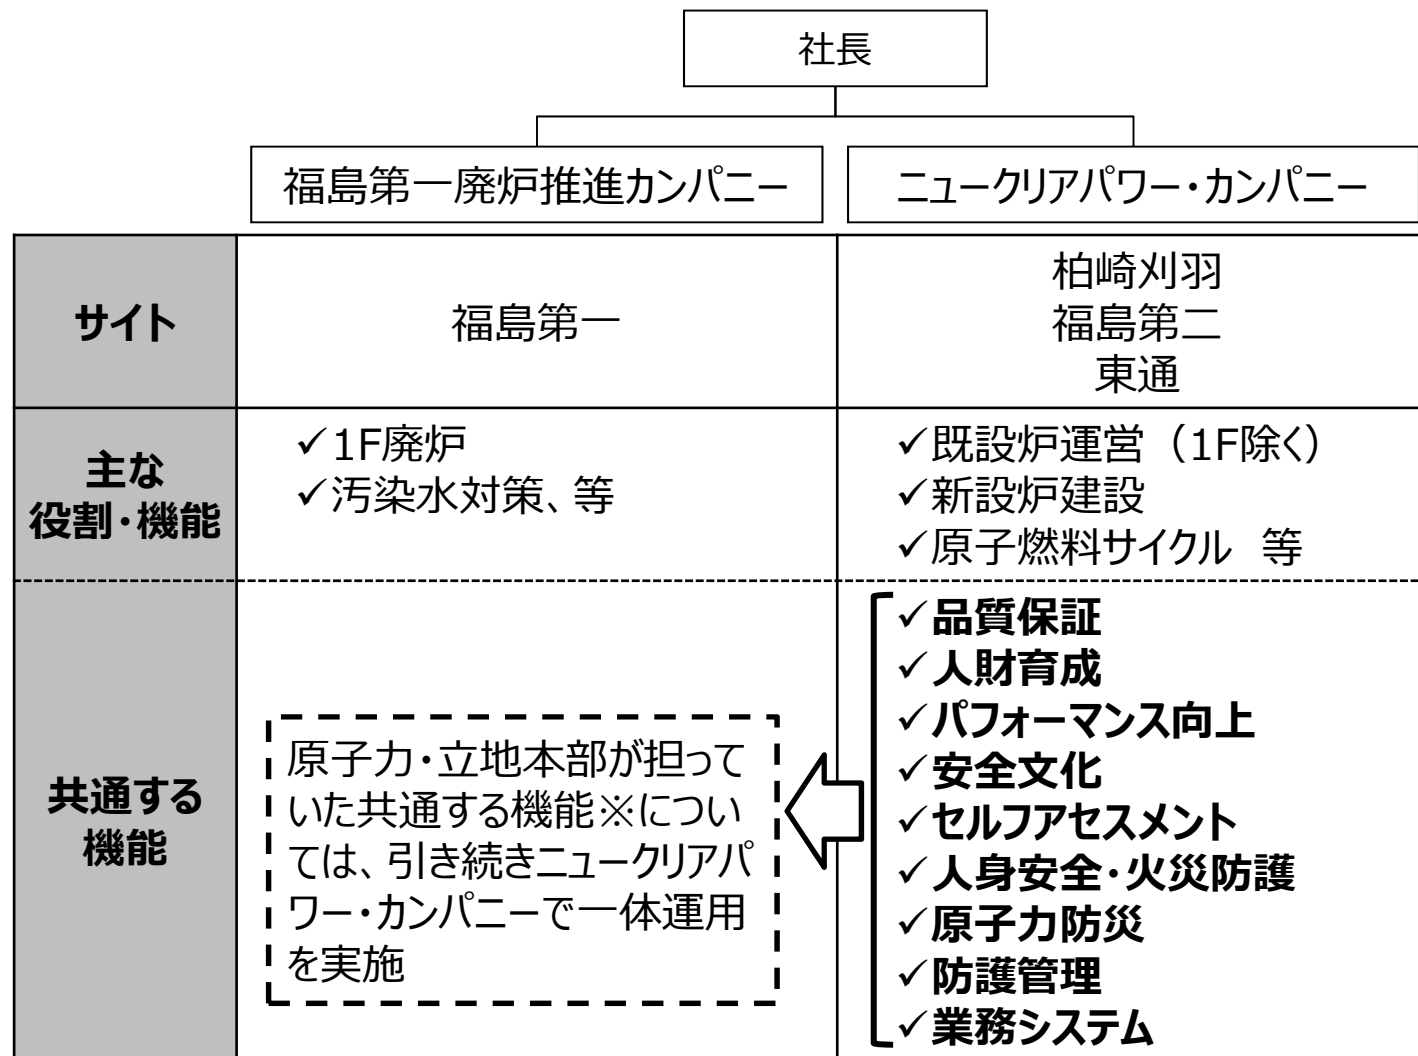 社長
福島第一廃炉推進カンパニー
ニュークリアパワー・カンパニー
サイト
福島第一
柏崎刈羽
福島第二
東通
主な
役割・機能
✓1F廃炉
✓汚染水対策、等
✓既設炉運営（1F除く）
✓新設炉建設
✓原子燃料サイクル　等
共通する
機能
原子力・立地本部が担って
いた共通する機能※につい
ては、引き続きニュークリアパ
ワー・カンパニーで一体運用
を実施
✓品質保証
✓人財育成
✓パフォーマンス向上
✓安全文化
✓セルフアセスメント
✓人身安全・火災防護
✓原子力防災
✓防護管理
✓業務システム